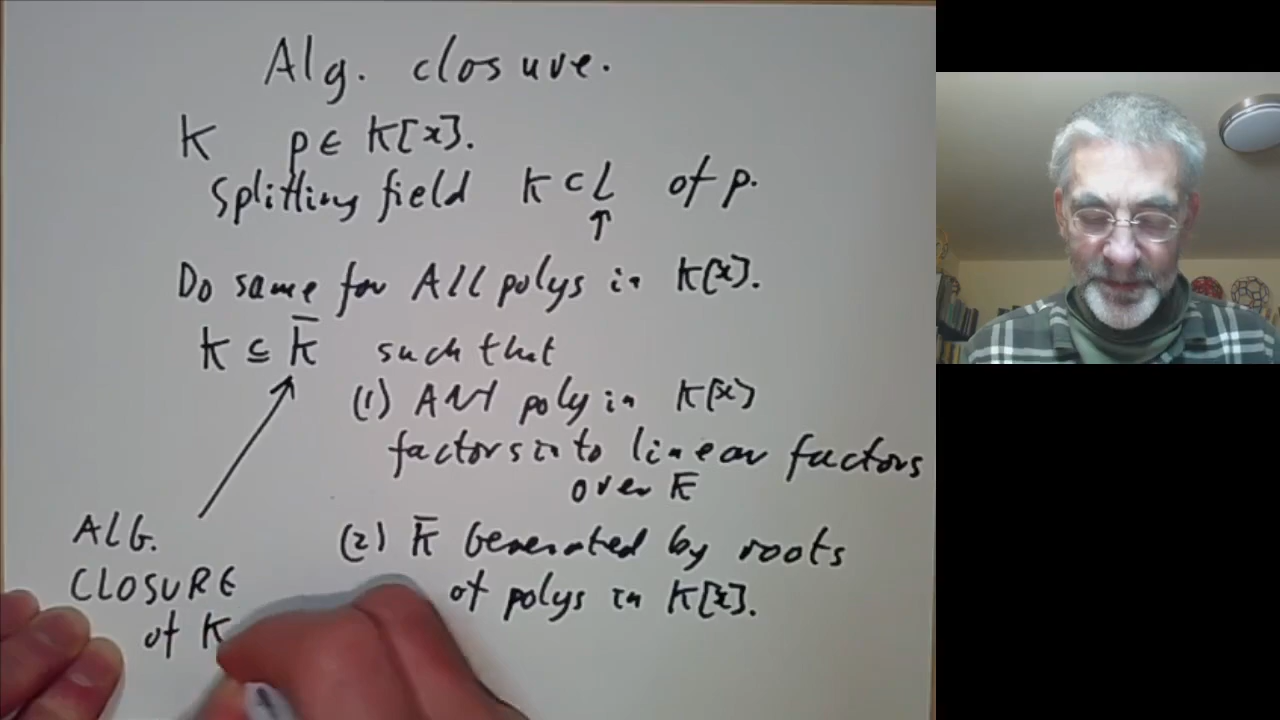 Alg. closure.
K p ∈ K[x].
Splitting field K ⊂ L of p.
↑
Do same for All polys in K[x].
K ⊆ K̄ such that
(1) ANY poly in K[x]
factors into linear factors
over K̄
(2) K̄ Generated by roots
of polys in K[x].
ALG.
CLOSURE
of K